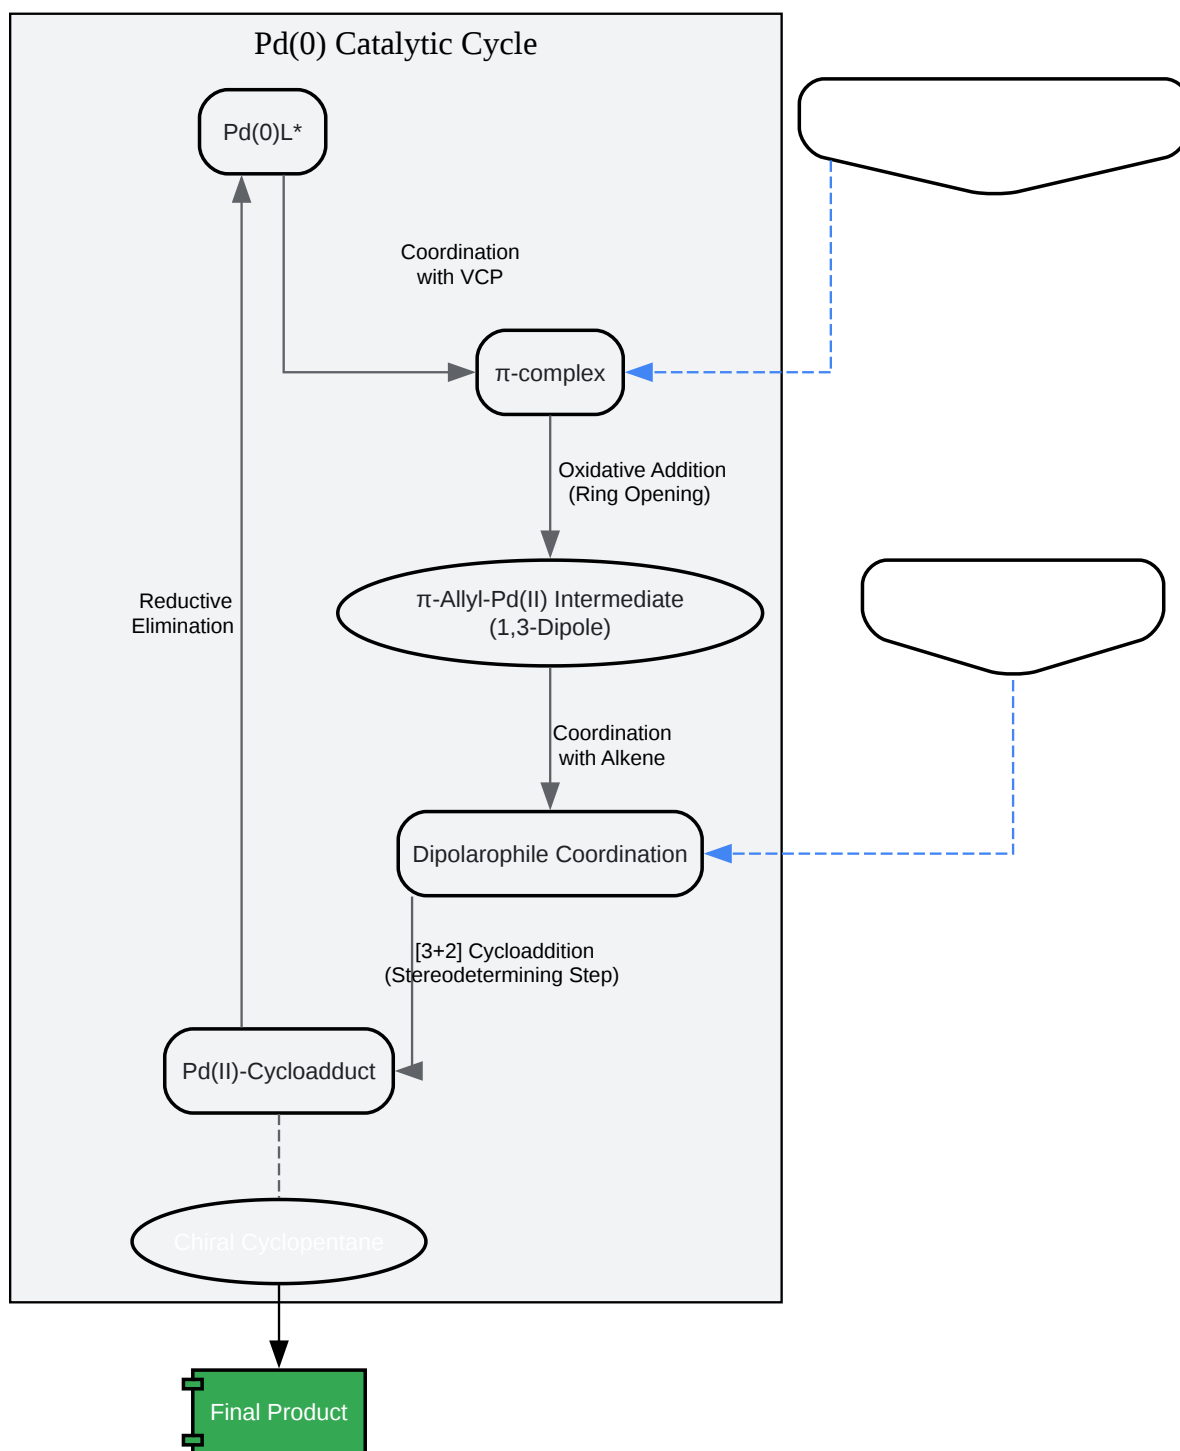 Pd(0) Catalytic Cycle
Pd(0)L*
Coordination
with VCP
π-complex
Oxidative Addition
(Ring Opening)
π-Allyl-Pd(II) Intermediate
(1,3-Dipole)
Reductive
Elimination
Coordination
with Alkene
Dipolarophile Coordination
[3+2] Cycloaddition
(Stereodetermining Step)
Pd(II)-Cycloadduct
Chiral Cyclopentane
Final Product